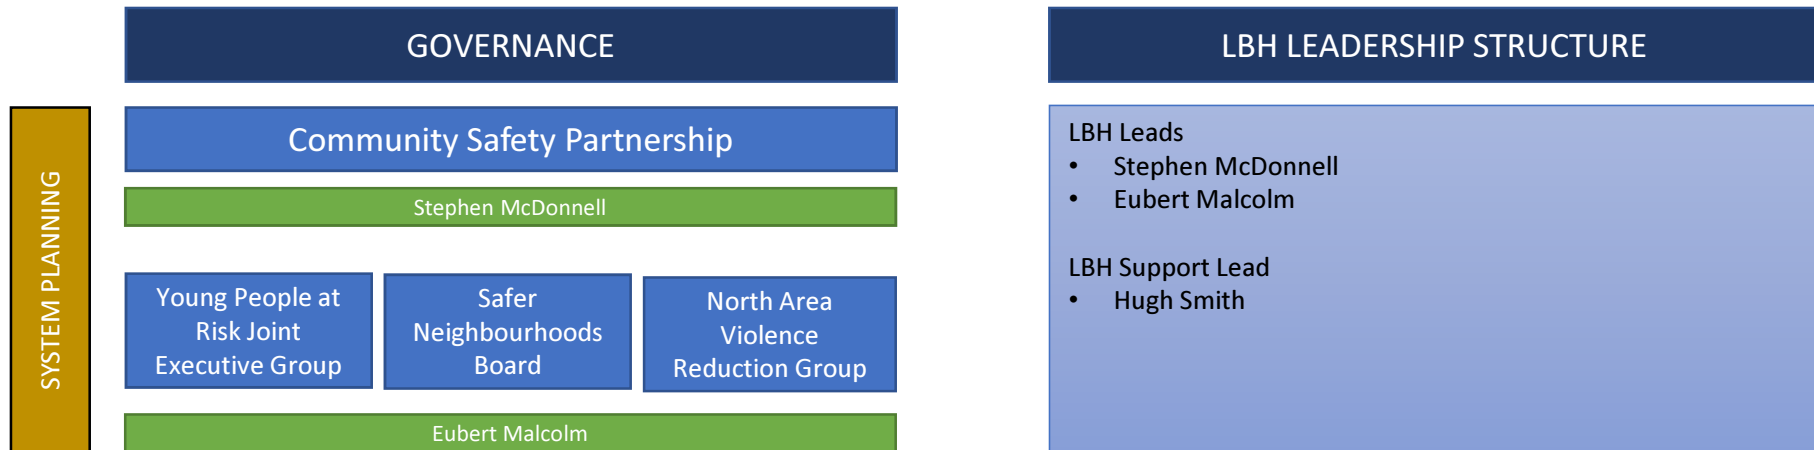 GOVERNANCE
LBH LEADERSHIP STRUCTURE
SYSTEM PLANNING
Community Safety Partnership
Stephen McDonnell
Young People at
Risk Joint
Executive Group
Safer
Neighbourhoods
Board
North Area
Violence
Reduction Group
Eubert Malcolm
LBH Leads
• Stephen McDonnell
• Eubert Malcolm
LBH Support Lead
• Hugh Smith